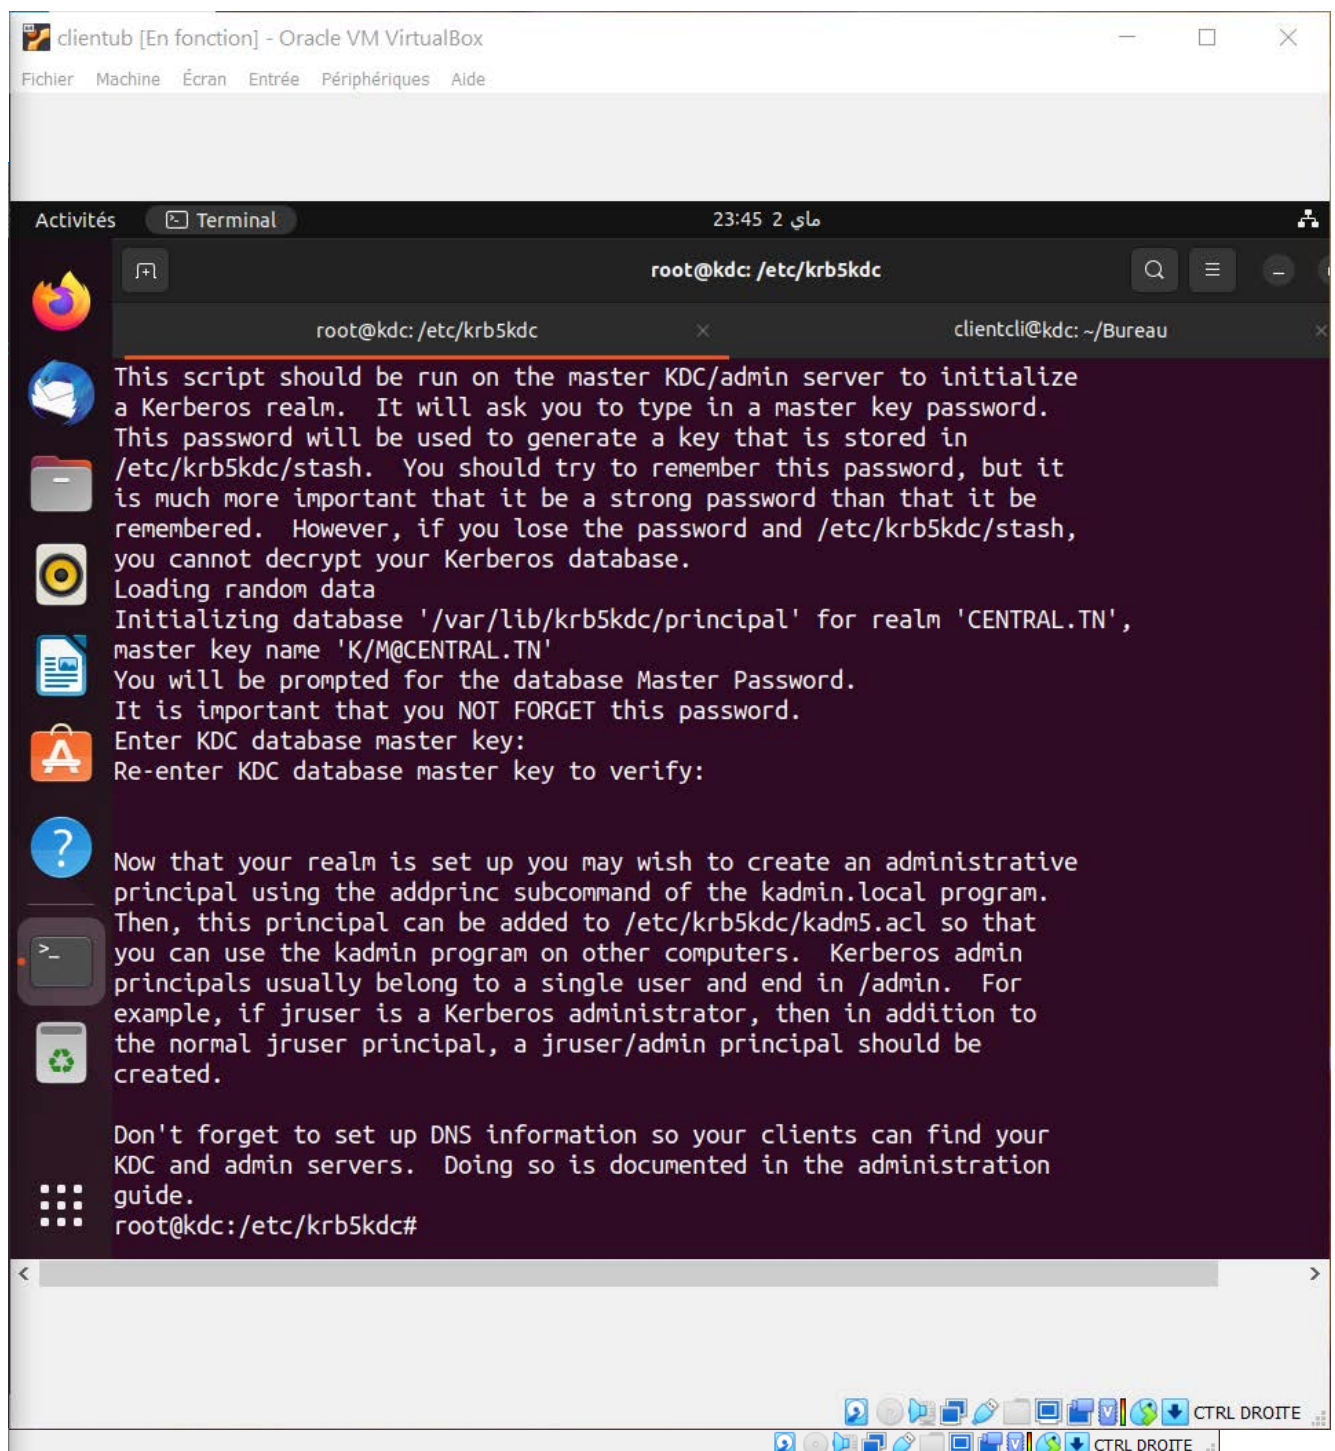 clientub [En fonction] - Oracle VM VirtualBox
Fichier Machine Écran Entrée Périphériques Aide
Activités Terminal 23:45 2 ماي
root@kdc: /etc/krb5kdc
root@kdc: /etc/krb5kdc clientcli@kdc: ~/Bureau
This script should be run on the master KDC/admin server to initialize
a Kerberos realm.  It will ask you to type in a master key password.
This password will be used to generate a key that is stored in
/etc/krb5kdc/stash.  You should try to remember this password, but it
is much more important that it be a strong password than that it be
remembered.  However, if you lose the password and /etc/krb5kdc/stash,
you cannot decrypt your Kerberos database.
Loading random data
Initializing database '/var/lib/krb5kdc/principal' for realm 'CENTRAL.TN',
master key name 'K/M@CENTRAL.TN'
You will be prompted for the database Master Password.
It is important that you NOT FORGET this password.
Enter KDC database master key:
Re-enter KDC database master key to verify:
Now that your realm is set up you may wish to create an administrative
principal using the addprinc subcommand of the kadmin.local program.
Then, this principal can be added to /etc/krb5kdc/kadm5.acl so that
you can use the kadmin program on other computers.  Kerberos admin
principals usually belong to a single user and end in /admin.  For
example, if jruser is a Kerberos administrator, then in addition to
the normal jruser principal, a jruser/admin principal should be
created.
Don't forget to set up DNS information so your clients can find your
KDC and admin servers.  Doing so is documented in the administration
guide.
root@kdc:/etc/krb5kdc#
CTRL DROITE
CTRL DROITE